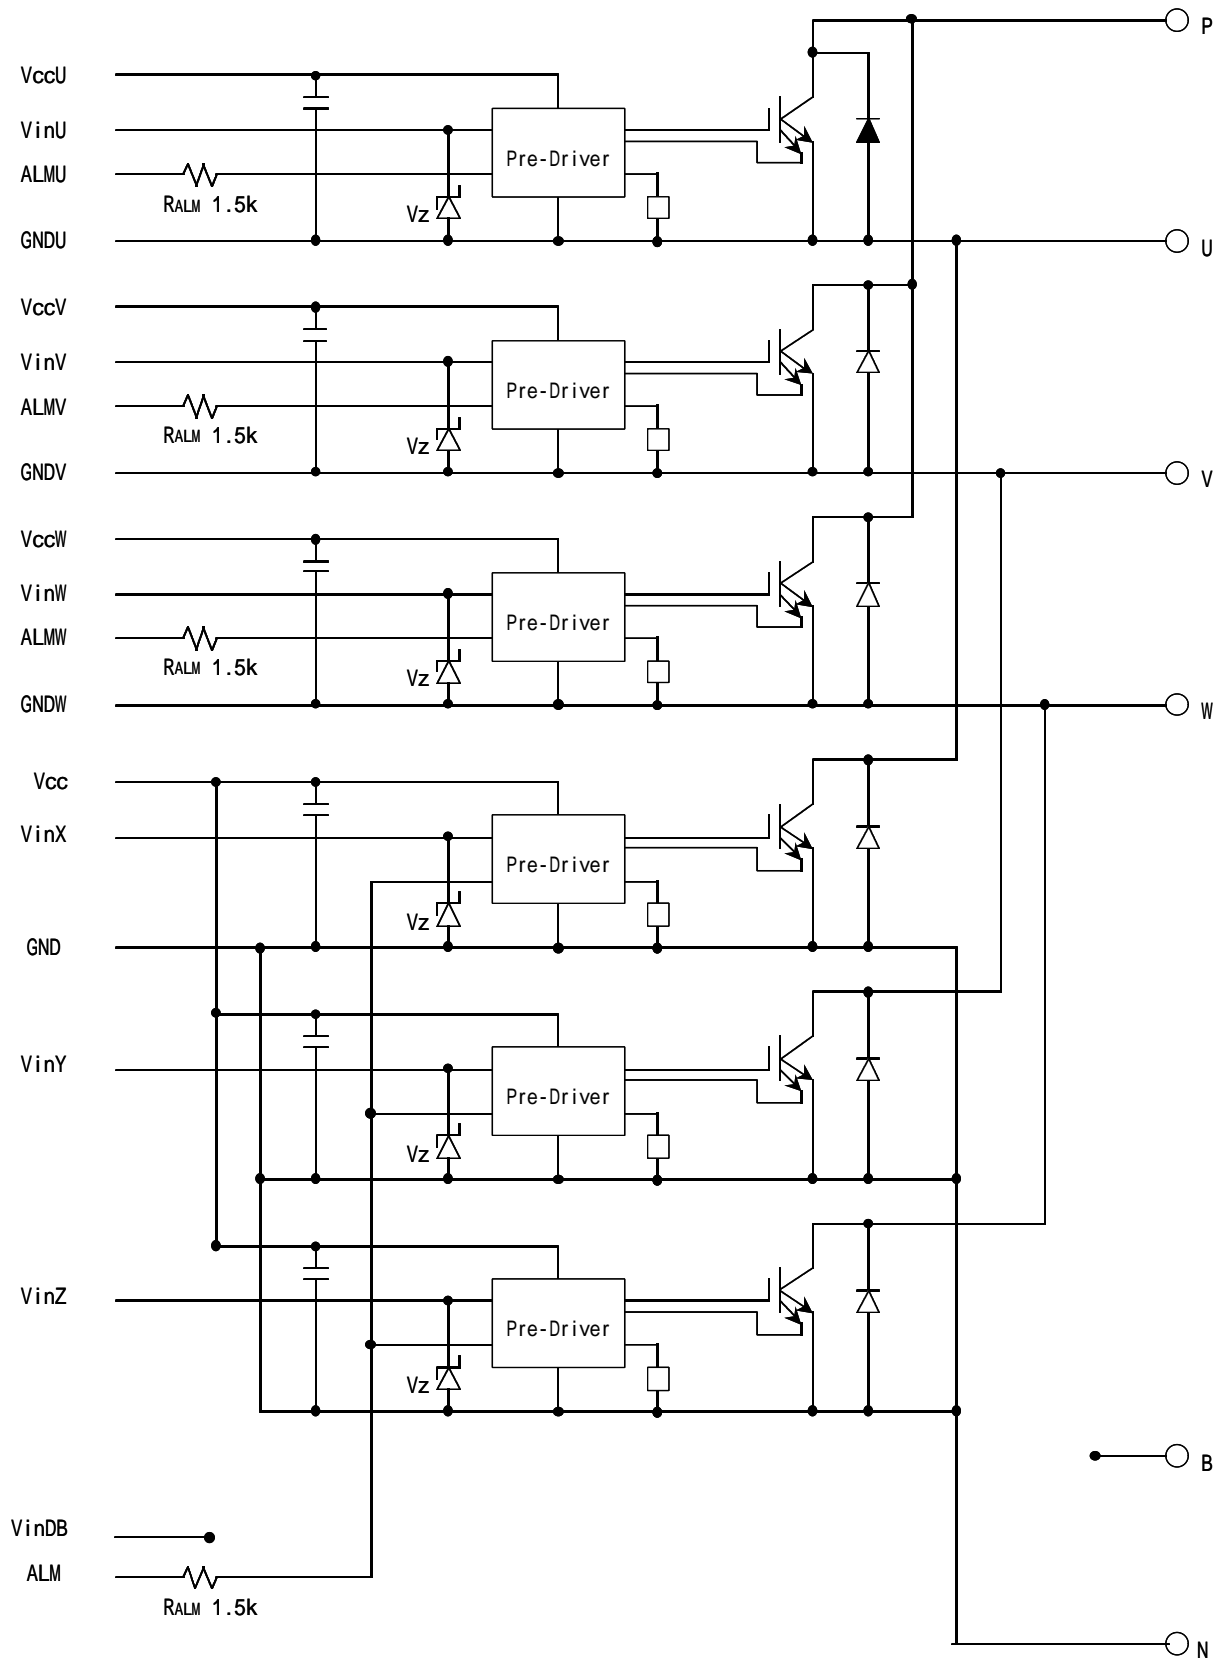 P
VccU
VinU
Pre-Driver
ALMU
RALM 1.5k
Vz
GNDU
U
VccV
VinV
Pre-Driver
ALMV
RALM 1.5k
Vz
GNDV
V
VccW
VinW
Pre-Driver
ALMW
RALM 1.5k
Vz
GNDW
W
Vcc
VinX
Pre-Driver
Vz
GND
VinY
Pre-Driver
Vz
VinZ
Pre-Driver
Vz
B
VinDB
ALM
RALM 1.5k
N